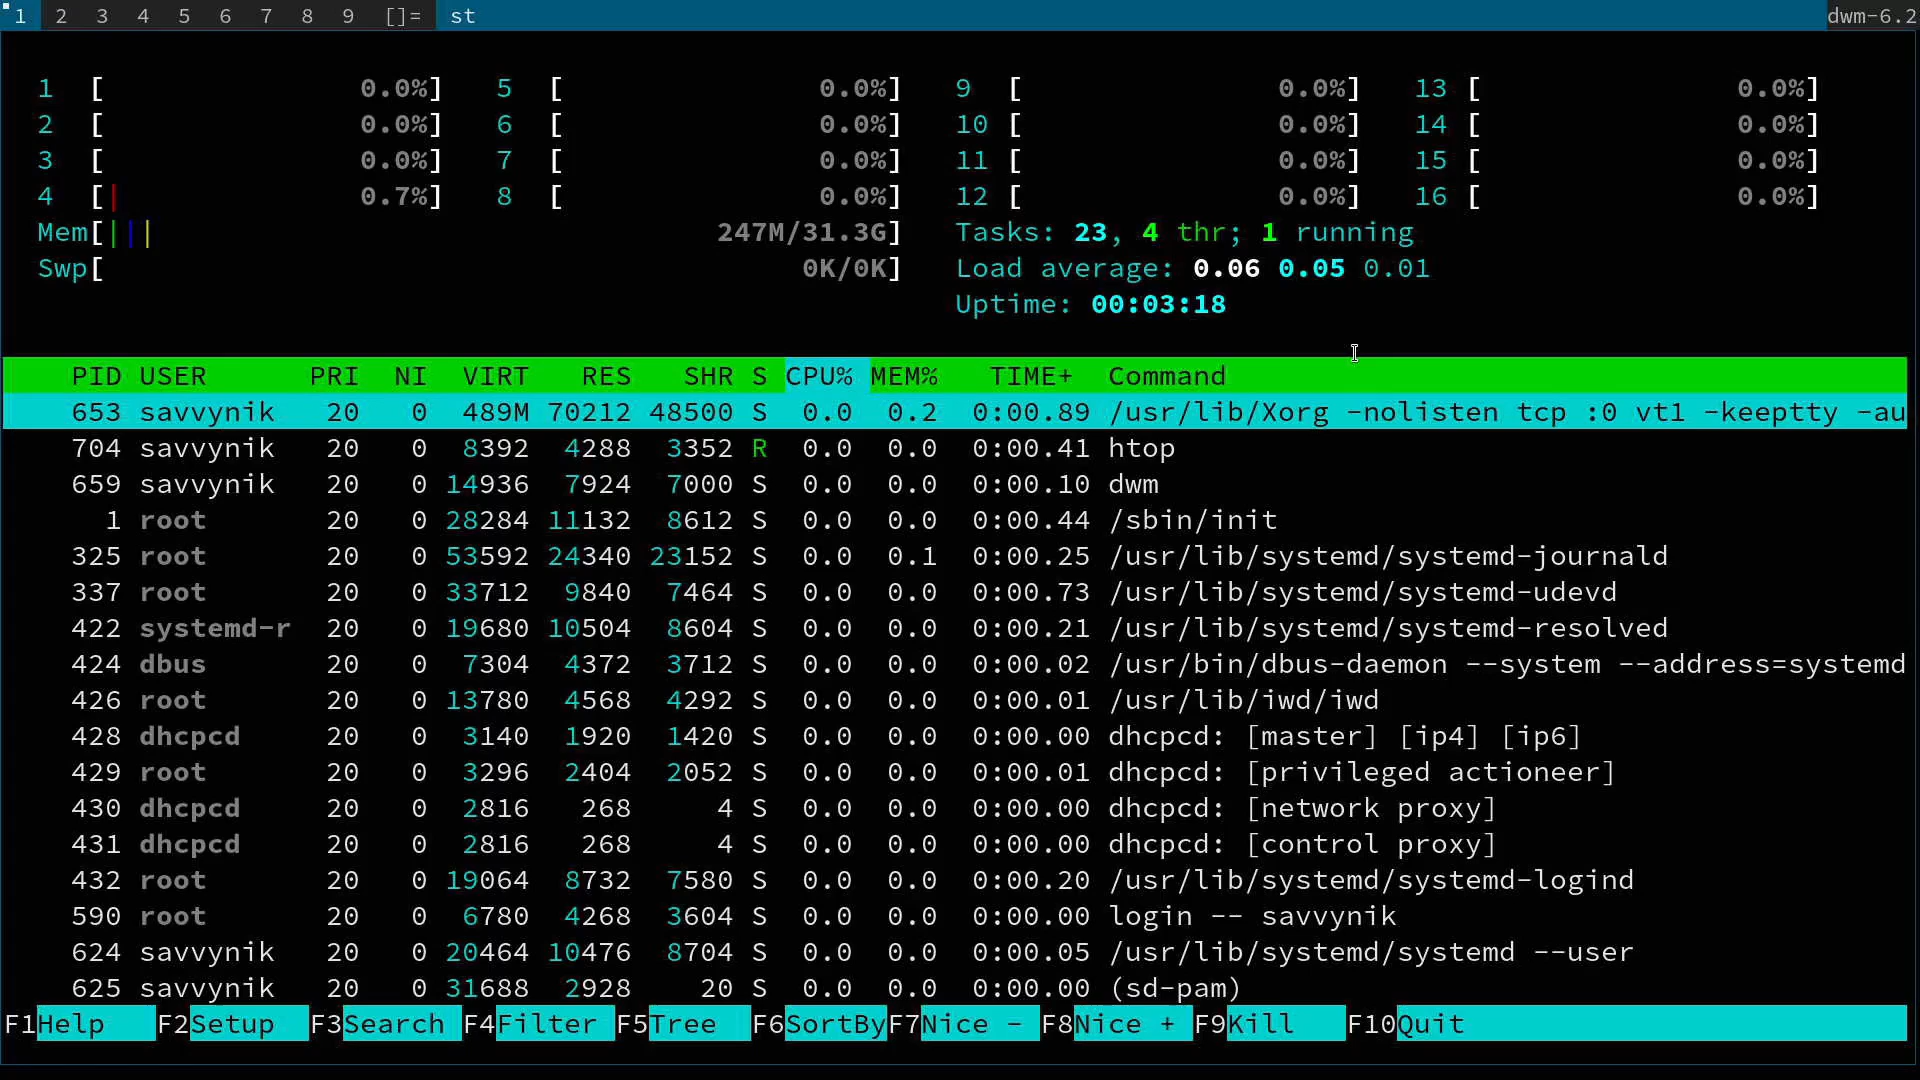 1 2 3 4 5 6 7 8 9 []= st dwm-6.2
1 [ 0.0%] 5 [ 0.0%] 9 [ 0.0%] 13 [ 0.0%]
2 [ 0.0%] 6 [ 0.0%] 10 [ 0.0%] 14 [ 0.0%]
3 [ 0.0%] 7 [ 0.0%] 11 [ 0.0%] 15 [ 0.0%]
4 [| 0.7%] 8 [ 0.0%] 12 [ 0.0%] 16 [ 0.0%]
Mem[||| 247M/31.3G] Tasks: 23, 4 thr; 1 running
Swp[ 0K/0K] Load average: 0.06 0.05 0.01
Uptime: 00:03:18
PID USER PRI NI VIRT RES SHR S CPU% MEM% TIME+ Command
653 savvynik 20 0 489M 70212 48500 S 0.0 0.2 0:00.89 /usr/lib/Xorg -nolisten tcp :0 vt1 -keeptty -au
704 savvynik 20 0 8392 4288 3352 R 0.0 0.0 0:00.41 htop
659 savvynik 20 0 14936 7924 7000 S 0.0 0.0 0:00.10 dwm
1 root 20 0 28284 11132 8612 S 0.0 0.0 0:00.44 /sbin/init
325 root 20 0 53592 24340 23152 S 0.0 0.1 0:00.25 /usr/lib/systemd/systemd-journald
337 root 20 0 33712 9840 7464 S 0.0 0.0 0:00.73 /usr/lib/systemd/systemd-udevd
422 systemd-r 20 0 19680 10504 8604 S 0.0 0.0 0:00.21 /usr/lib/systemd/systemd-resolved
424 dbus 20 0 7304 4372 3712 S 0.0 0.0 0:00.02 /usr/bin/dbus-daemon --system --address=systemd
426 root 20 0 13780 4568 4292 S 0.0 0.0 0:00.01 /usr/lib/iwd/iwd
428 dhcpcd 20 0 3140 1920 1420 S 0.0 0.0 0:00.00 dhcpcd: [master] [ip4] [ip6]
429 root 20 0 3296 2404 2052 S 0.0 0.0 0:00.01 dhcpcd: [privileged actioneer]
430 dhcpcd 20 0 2816 268 4 S 0.0 0.0 0:00.00 dhcpcd: [network proxy]
431 dhcpcd 20 0 2816 268 4 S 0.0 0.0 0:00.00 dhcpcd: [control proxy]
432 root 20 0 19064 8732 7580 S 0.0 0.0 0:00.20 /usr/lib/systemd/systemd-logind
590 root 20 0 6780 4268 3604 S 0.0 0.0 0:00.00 login -- savvynik
624 savvynik 20 0 20464 10476 8704 S 0.0 0.0 0:00.05 /usr/lib/systemd/systemd --user
625 savvynik 20 0 31688 2928 20 S 0.0 0.0 0:00.00 (sd-pam)
F1Help F2Setup F3Search F4Filter F5Tree F6SortBy F7Nice - F8Nice + F9Kill F10Quit